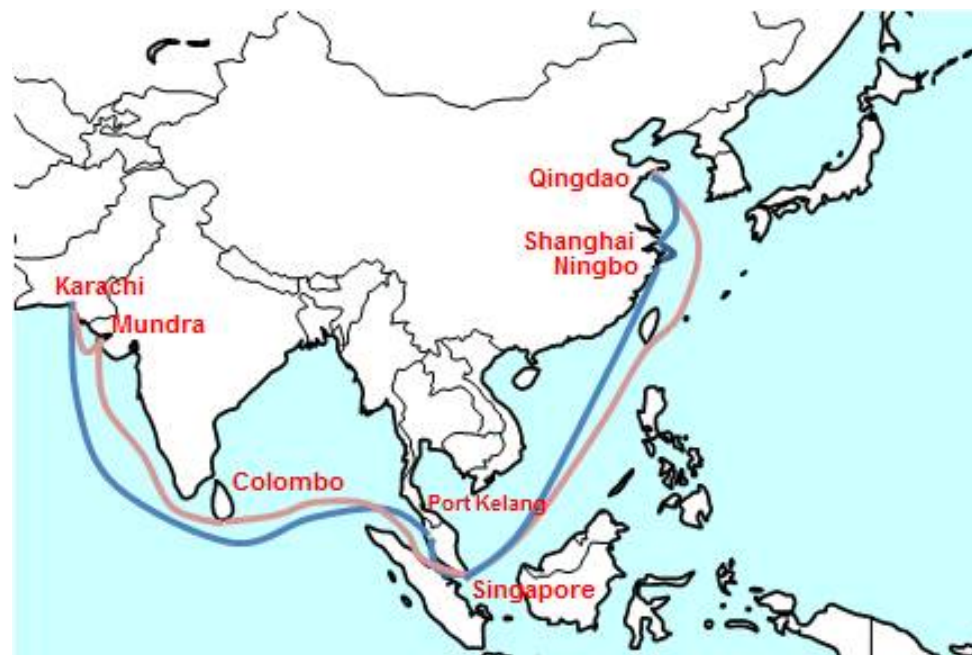 Qingdao
Shanghai
Ningbo
Karachi
Mundra
Colombo
Port Kelang
Singapore